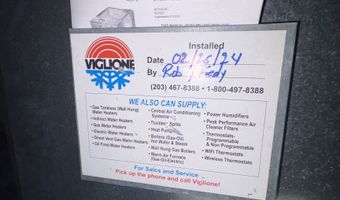 VIGLIONE
Installed
Date 02/26/24
By Rob
(203) 467-8388 • 1-800-497-8388
WE ALSO CAN SUPPLY:
• Gas Tankless (Wall Hung)
Water Heaters
• Indirect Water Heaters
• Gas Water Heaters
• Electric Water Heaters
• Direct Vent Gas Water Heaters
• Oil Fired Water Heaters
• Central Air Conditioning
Systems
• Ductless Splits
• Heat Pumps
• Boilers (Gas-Oil)
Hot Water & Steam
• Wall Hung Gas Boilers
• Warm Air Furnace
(Gas-Oil-Electric)
• Power Humidifiers
• Peak Performance Air
Cleaner Filters
• Thermostats-
Programmable
& Non Programmable
• WiFi Thermostats
• Wireless Thermostats
For Sales and Service
Pick up the phone and call Viglione!